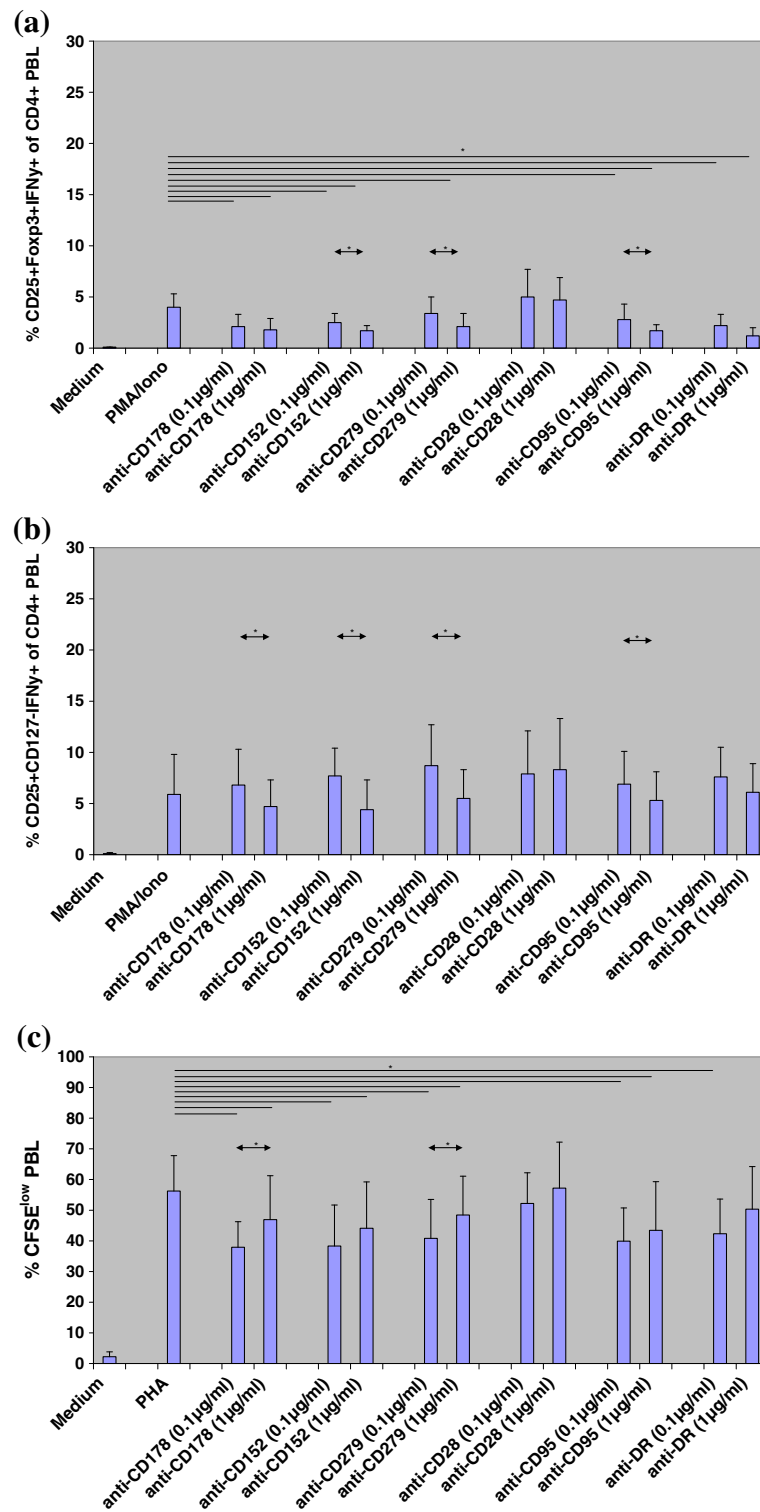 (a)
% CD25+Foxp3+IFNy+ of CD4+ PBL
30
25
20
15
10
5
0
*
* * *
Medium
PMA/Iono
anti-CD178 (0.1µg/ml)
anti-CD178 (1µg/ml)
anti-CD152 (0.1µg/ml)
anti-CD152 (1µg/ml)
anti-CD279 (0.1µg/ml)
anti-CD279 (1µg/ml)
anti-CD28 (0.1µg/ml)
anti-CD28 (1µg/ml)
anti-CD95 (0.1µg/ml)
anti-CD95 (1µg/ml)
anti-DR (0.1µg/ml)
anti-DR (1µg/ml)
(b)
% CD25+CD127-IFNy+ of CD4+ PBL
30
25
20
15
10
5
0
* * * *
Medium
PMA/Iono
anti-CD178 (0.1µg/ml)
anti-CD178 (1µg/ml)
anti-CD152 (0.1µg/ml)
anti-CD152 (1µg/ml)
anti-CD279 (0.1µg/ml)
anti-CD279 (1µg/ml)
anti-CD28 (0.1µg/ml)
anti-CD28 (1µg/ml)
anti-CD95 (0.1µg/ml)
anti-CD95 (1µg/ml)
anti-DR (0.1µg/ml)
anti-DR (1µg/ml)
(c)
% CFSElow PBL
100
90
80
70
60
50
40
30
20
10
0
*
* *
Medium
PHA
anti-CD178 (0.1µg/ml)
anti-CD178 (1µg/ml)
anti-CD152 (0.1µg/ml)
anti-CD152 (1µg/ml)
anti-CD279 (0.1µg/ml)
anti-CD279 (1µg/ml)
anti-CD28 (0.1µg/ml)
anti-CD28 (1µg/ml)
anti-CD95 (0.1µg/ml)
anti-CD95 (1µg/ml)
anti-DR (0.1µg/ml)
anti-DR (1µg/ml)